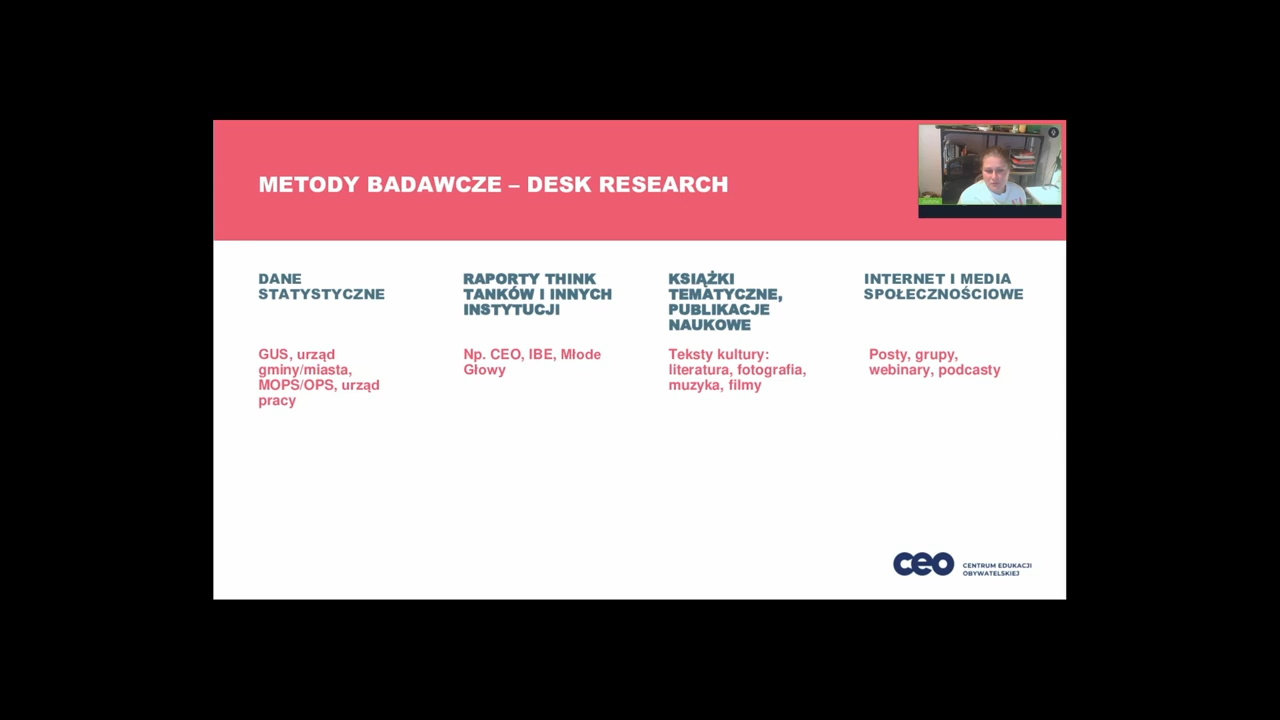 METODY BADAWCZE – DESK RESEARCH
DANE
STATYSTYCZNE
GUS, urząd
gminy/miasta,
MOPS/OPS, urząd
pracy
RAPORTY THINK
TANKÓW I INNYCH
INSTYTUCJI
Np. CEO, IBE, Młode
Głowy
KSIĄŻKI
TEMATYCZNE,
PUBLIKACJE
NAUKOWE
Teksty kultury:
literatura, fotografia,
muzyka, filmy
INTERNET I MEDIA
SPOŁECZNOŚCIOWE
Posty, grupy,
webinary, podcasty
ceo
CENTRUM EDUKACJI
OBYWATELSKIEJ